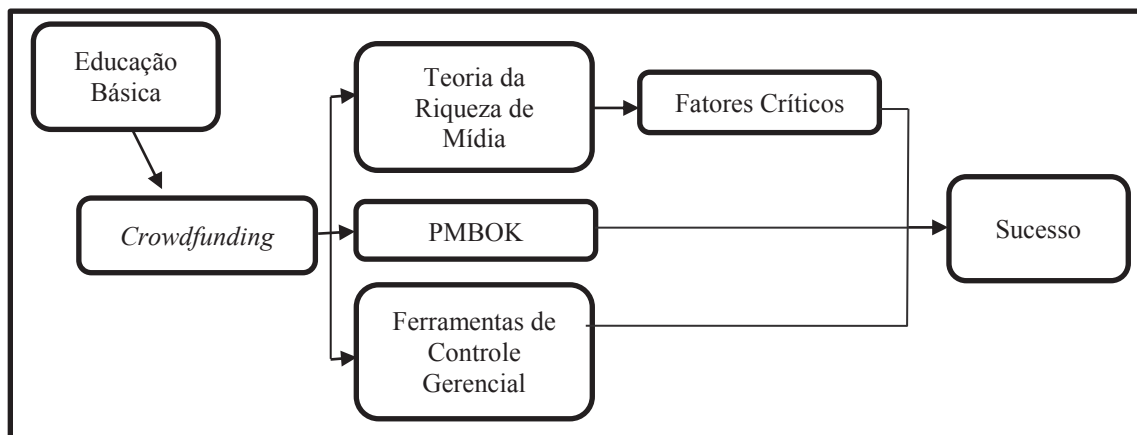 Educação
Básica
Crowdfunding
Teoria da
Riqueza de
Mídia
Fatores Críticos
PMBOK
Ferramentas de
Controle
Gerencial
Sucesso